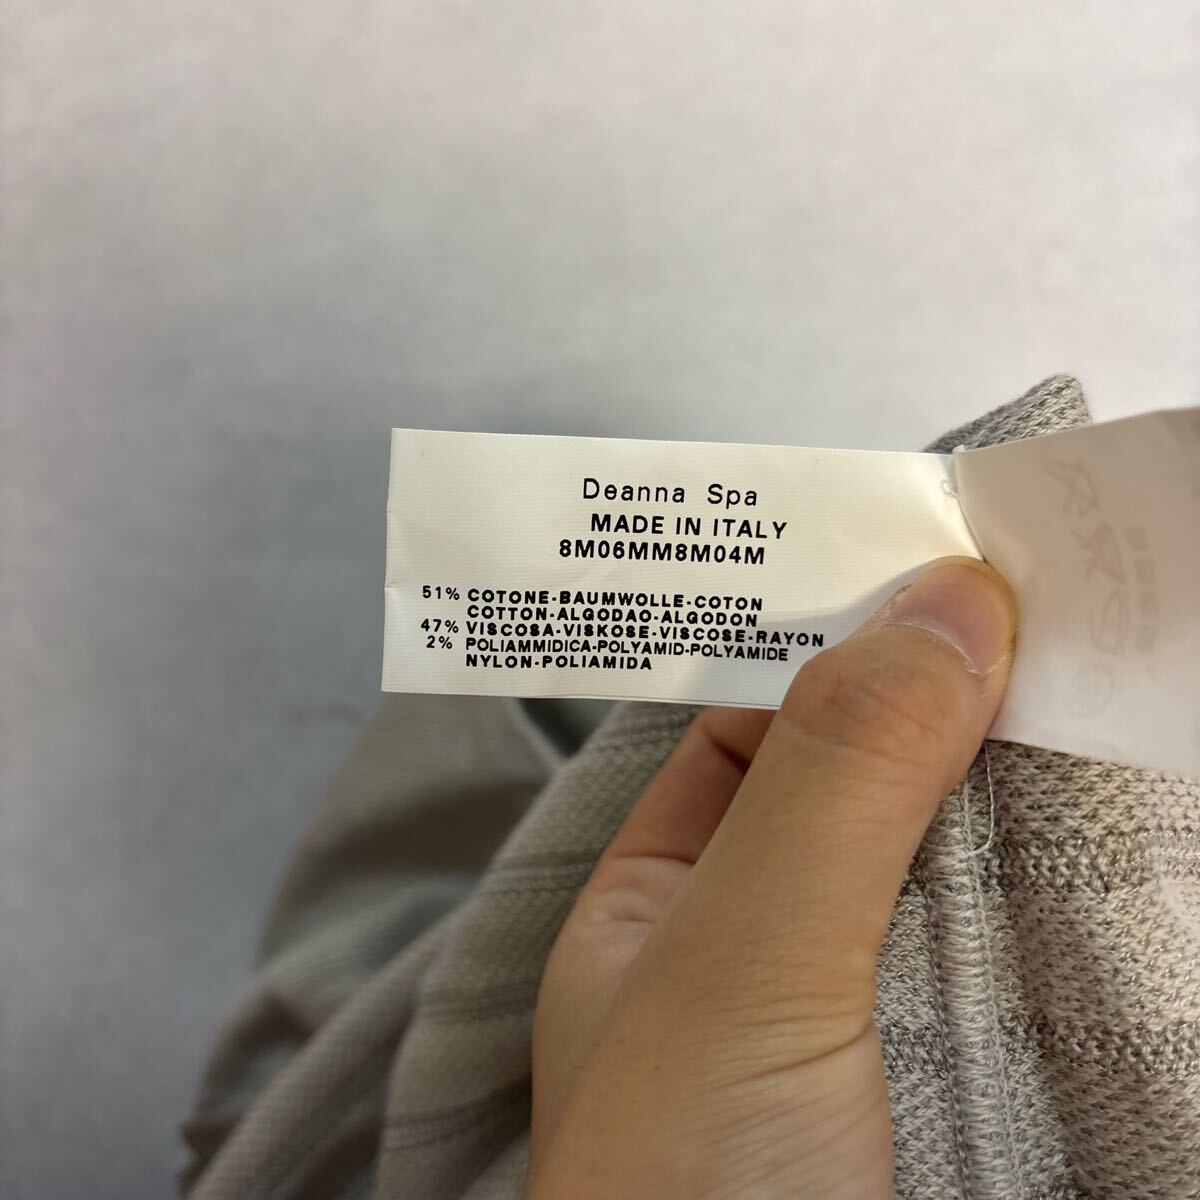 Deanna Spa
MADE IN ITALY
8M06MM8M04M
51% COTONE-BAUMWOLLE-COTON
COTTON-ALGODAO-ALGODON
47% VISCOSA-VISKOSE-VISCOSE-RAYON
2% POLIAMMIDICA-POLYAMID-POLYAMIDE
NYLON-POLIAMIDA